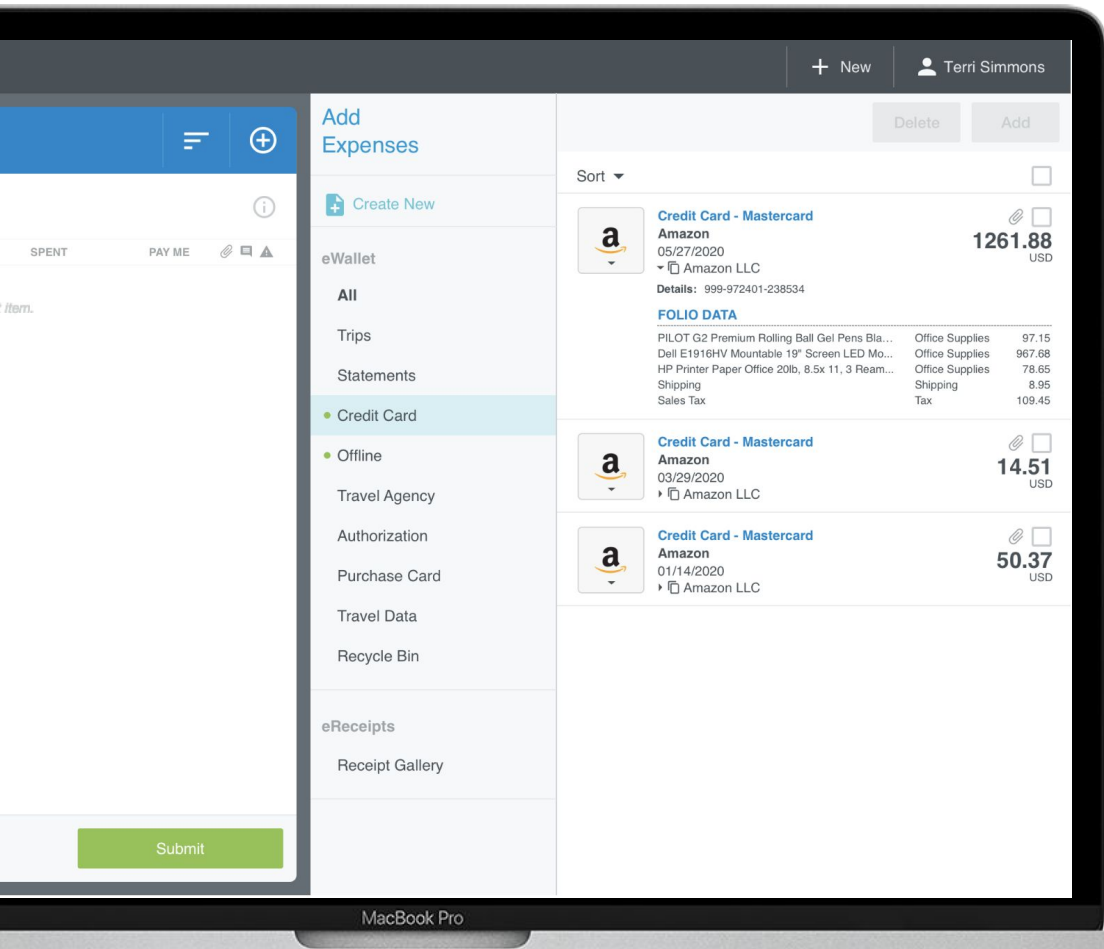 New
Terri Simmons
SPENT
PAY ME
item.
Submit
Add
Expenses
Create New
eWallet
All
Trips
Statements
Credit Card
Offline
Travel Agency
Authorization
Purchase Card
Travel Data
Recycle Bin
eReceipts
Receipt Gallery
Delete
Add
Sort
a
Credit Card - Mastercard
1261.88
Amazon
USD
05/27/2020
Amazon LLC
Details: 999-972401-238534
FOLIO DATA
PILOT G2 Premium Rolling Ball Gel Pens Bla... Office Supplies 97.15
Dell E1916HV Mountable 19" Screen LED Mo... Office Supplies 967.68
HP Printer Paper Office 20lb, 8.5x 11, 3 Ream... Office Supplies 78.65
Shipping Shipping 8.95
Sales Tax Tax 109.45
a
Credit Card - Mastercard
Amazon
14.51
03/29/2020
USD
Amazon LLC
a
Credit Card - Mastercard
Amazon
50.37
01/14/2020
USD
Amazon LLC
MacBook Pro